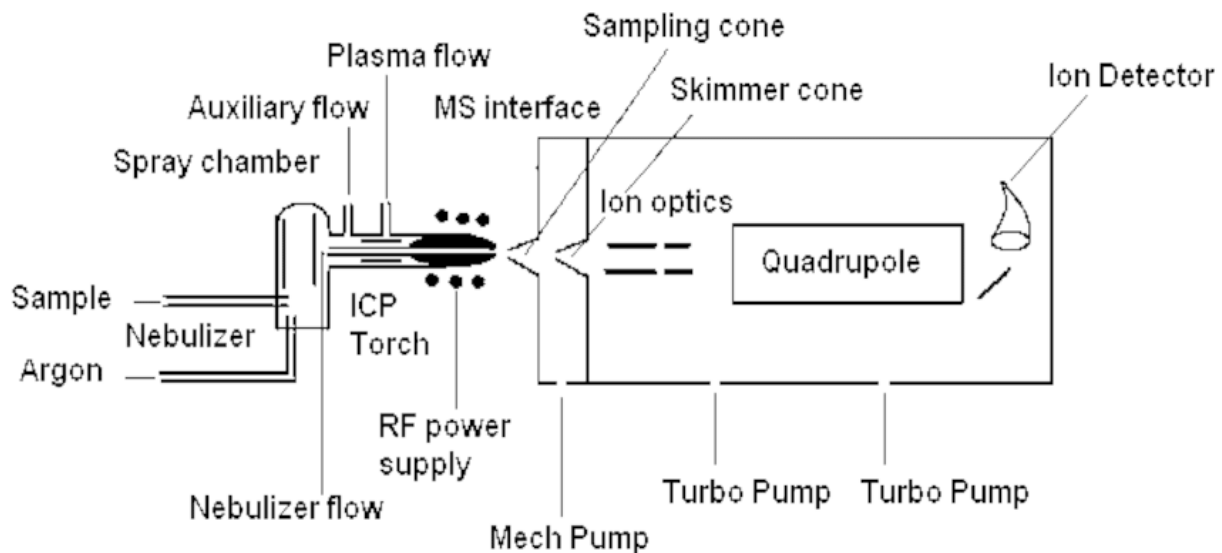 Sampling cone
Plasma flow
Ion Detector
Skimmer cone
Auxiliary flow
MS interface
Spray chamber
Ion optics
Quadrupole
Sample
ICP
Torch
Nebulizer
Argon
RF power
supply
Nebulizer flow
Turbo Pump
Turbo Pump
Mech Pump